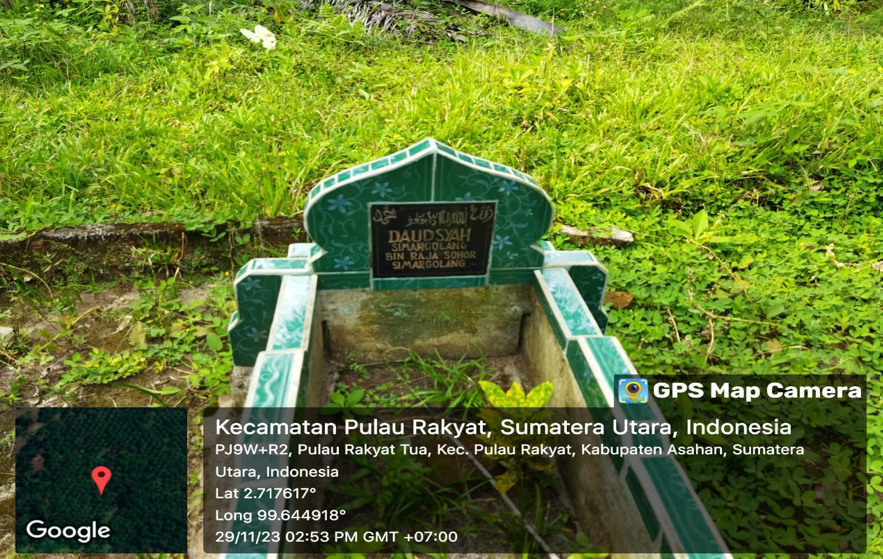 محمد
DAUDSYAH
SIMARGOLANG
BIN RAJA SOHOR
SIMARGOLANG
GPS Map Camera
Kecamatan Pulau Rakyat, Sumatera Utara, Indonesia
PJ9W+R2, Pulau Rakyat Tua, Kec. Pulau Rakyat, Kabupaten Asahan, Sumatera
Utara, Indonesia
Lat 2.717617°
Long 99.644918°
29/11/23 02:53 PM GMT +07:00
Google